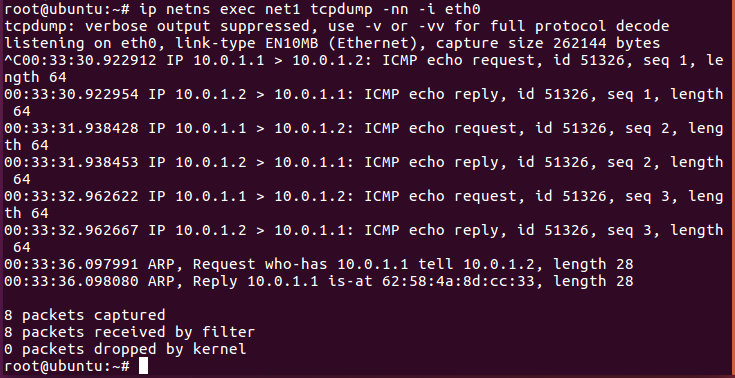 root@ubuntu:~# ip netns exec net1 tcpdump -nn -i eth0
tcpdump: verbose output suppressed, use -v or -vv for full protocol decode
listening on eth0, link-type EN10MB (Ethernet), capture size 262144 bytes
^C00:33:30.922912 IP 10.0.1.1 > 10.0.1.2: ICMP echo request, id 51326, seq 1, le
ngth 64
00:33:30.922954 IP 10.0.1.2 > 10.0.1.1: ICMP echo reply, id 51326, seq 1, length
 64
00:33:31.938428 IP 10.0.1.1 > 10.0.1.2: ICMP echo request, id 51326, seq 2, leng
th 64
00:33:31.938453 IP 10.0.1.2 > 10.0.1.1: ICMP echo reply, id 51326, seq 2, length
 64
00:33:32.962622 IP 10.0.1.1 > 10.0.1.2: ICMP echo request, id 51326, seq 3, leng
th 64
00:33:32.962667 IP 10.0.1.2 > 10.0.1.1: ICMP echo reply, id 51326, seq 3, length
 64
00:33:36.097991 ARP, Request who-has 10.0.1.1 tell 10.0.1.2, length 28
00:33:36.098080 ARP, Reply 10.0.1.1 is-at 62:58:4a:8d:cc:33, length 28

8 packets captured
8 packets received by filter
0 packets dropped by kernel
root@ubuntu:~#